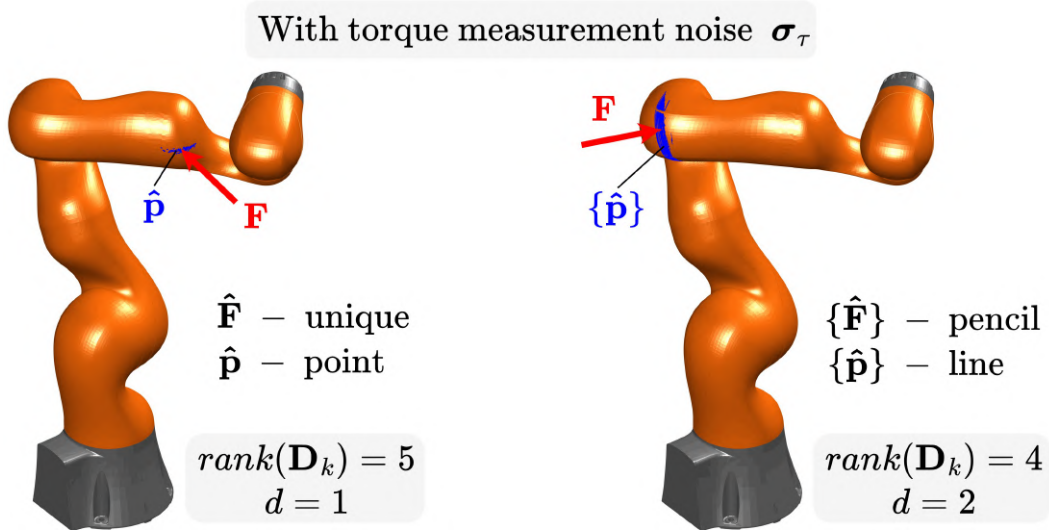 With torque measurement noise σ_τ
F
p̂
F̂ – unique
p̂ – point
rank(D_k) = 5
d = 1
F
{p̂}
{F̂} – pencil
{p̂} – line
rank(D_k) = 4
d = 2